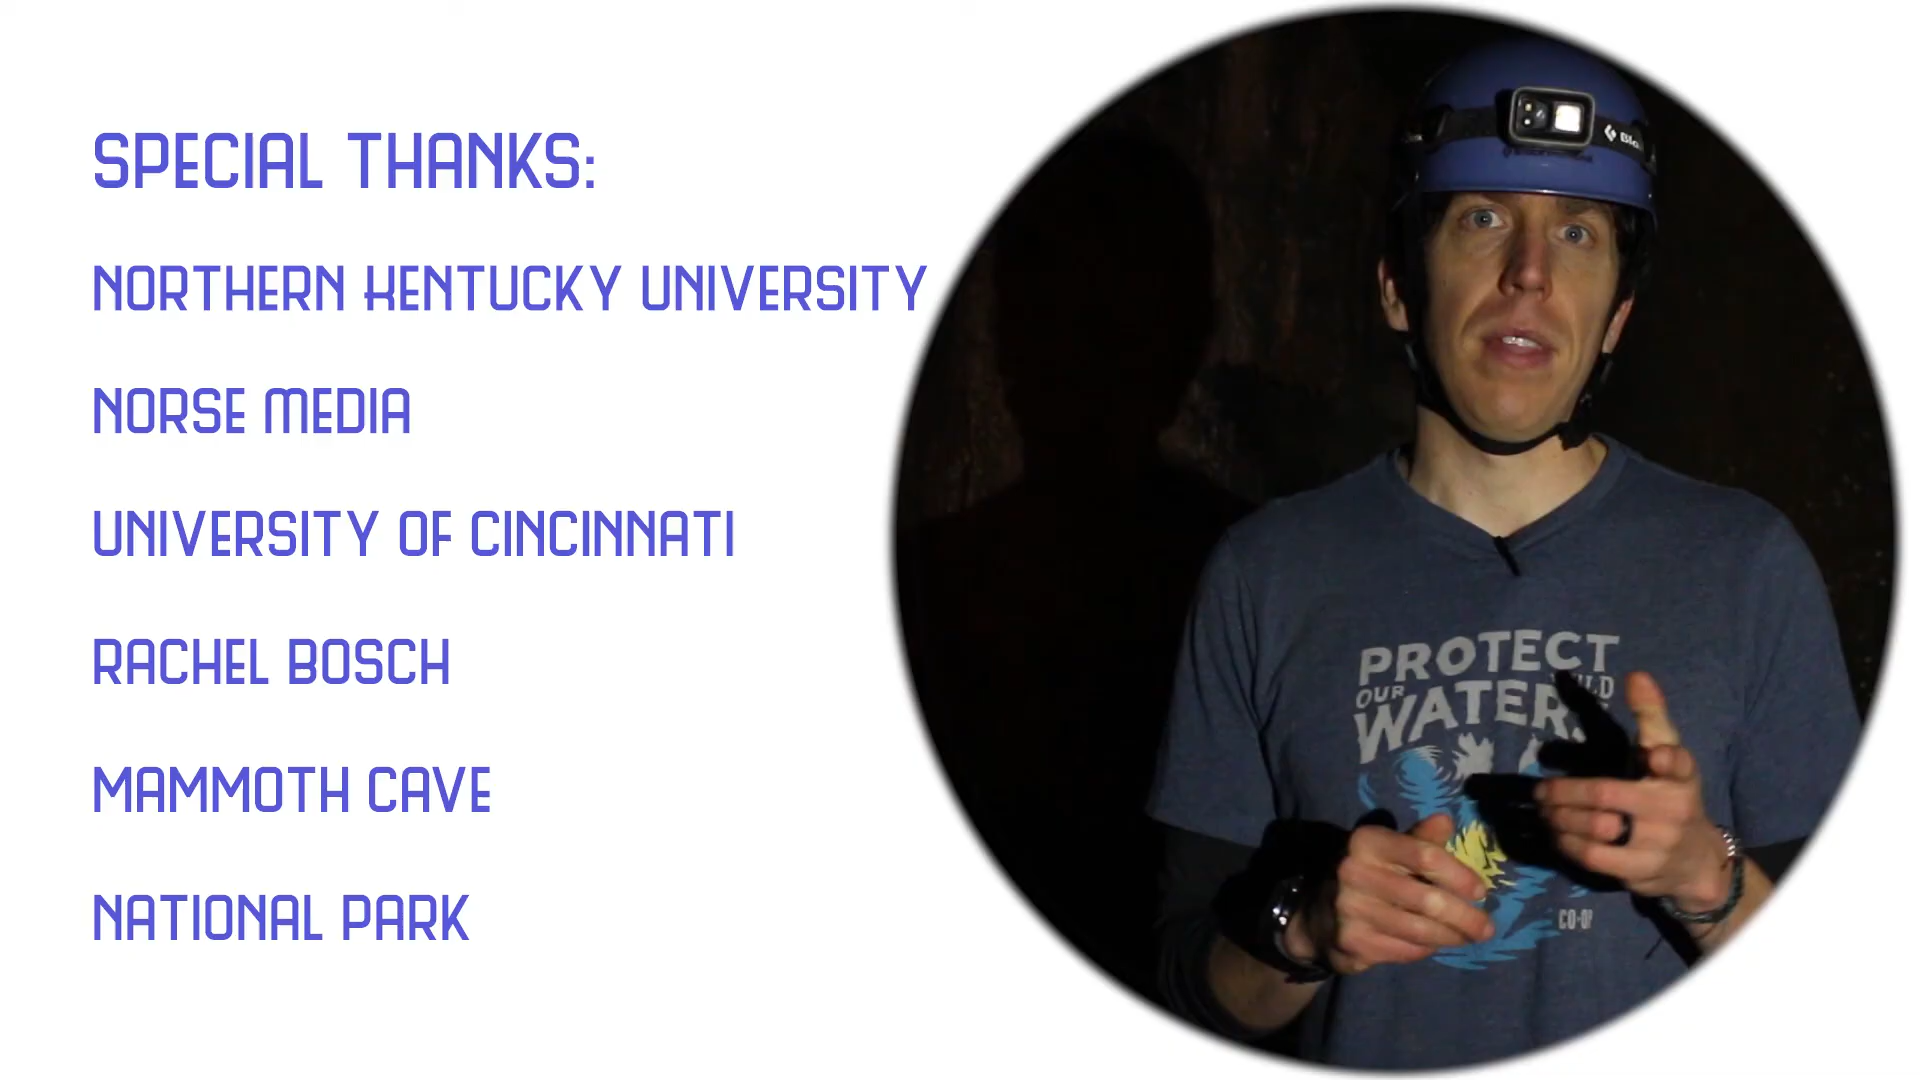 SPECIAL THANKS:
NORTHERN KENTUCKY UNIVERSITY
NORSE MEDIA
UNIVERSITY OF CINCINNATI
RACHEL BOSCH
MAMMOTH CAVE
NATIONAL PARK
PROTECT
OUR
WATER
CO-OP